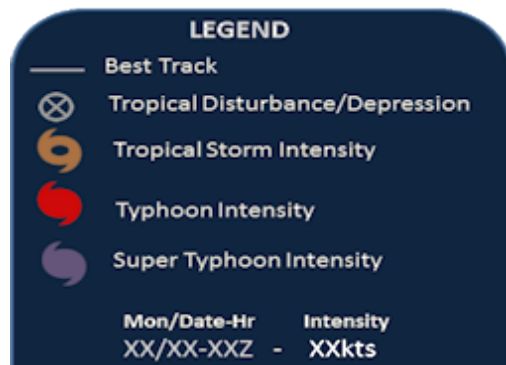 LEGEND
Best Track
Tropical Disturbance/Depression
Tropical Storm Intensity
Typhoon Intensity
Super Typhoon Intensity
Mon/Date-Hr Intensity
XX/XX-XXZ - XXkts